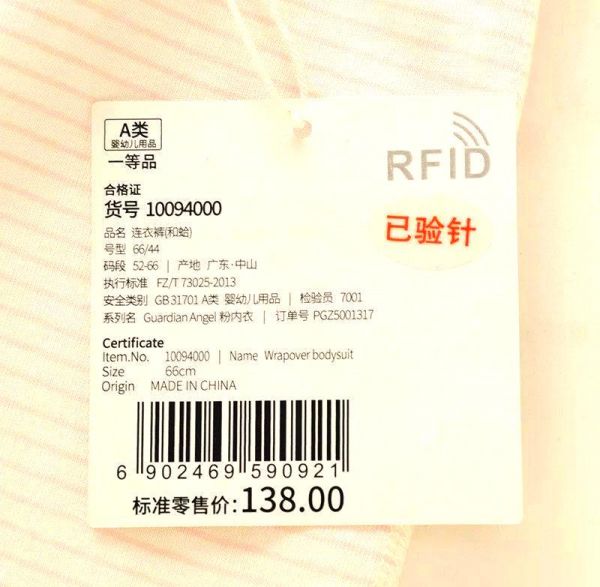 A类
婴幼儿用品
一等品
RFID
已验针
合格证
货号 10094000
品名 连衣裤(和蛤)
号型 66/44
码段 52-66 | 产地 广东·中山
执行标准 FZ/T 73025-2013
安全类别 GB 31701 A类 婴幼儿用品 | 检验员 7001
系列名 Guardian Angel 粉内衣 | 订单号 PGZ5001317
Certificate
Item.No. 10094000 | Name Wrapover bodysuit
Size 66cm
Origin MADE IN CHINA
6 902469 590921
标准零售价:138.00